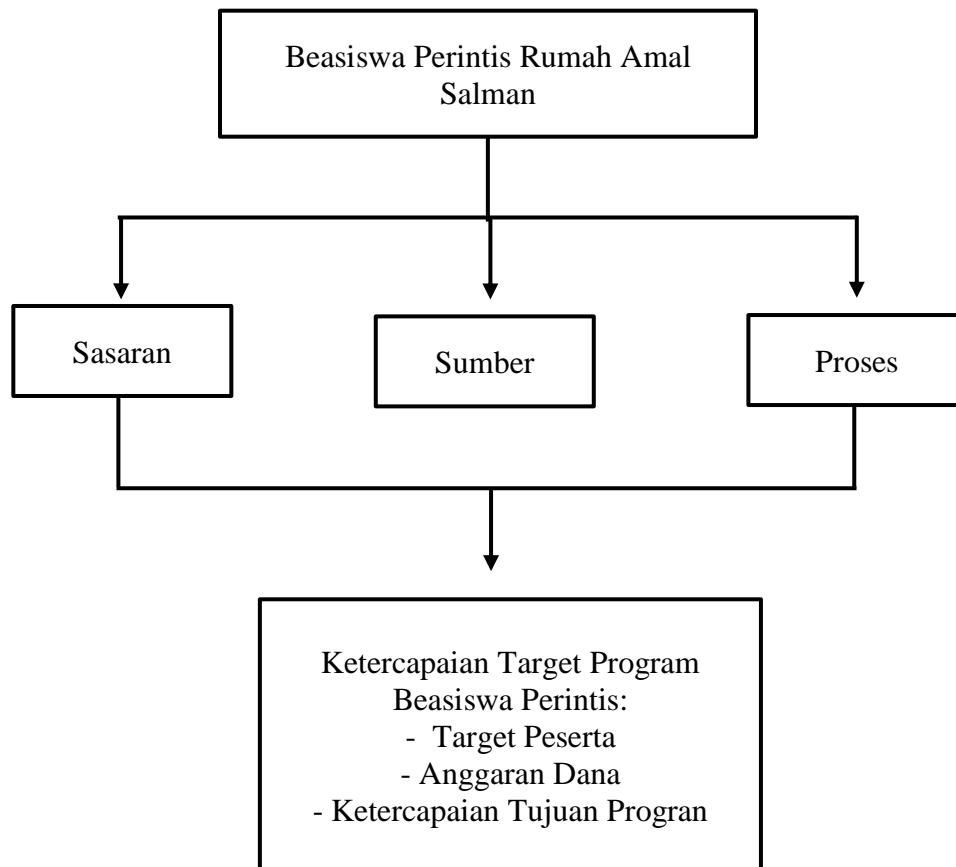 Beasiswa Perintis Rumah Amal
Salman
Sasaran
Sumber
Proses
Ketercapaian Target Program
Beasiswa Perintis:
- Target Peserta
- Anggaran Dana
- Ketercapaian Tujuan Progran